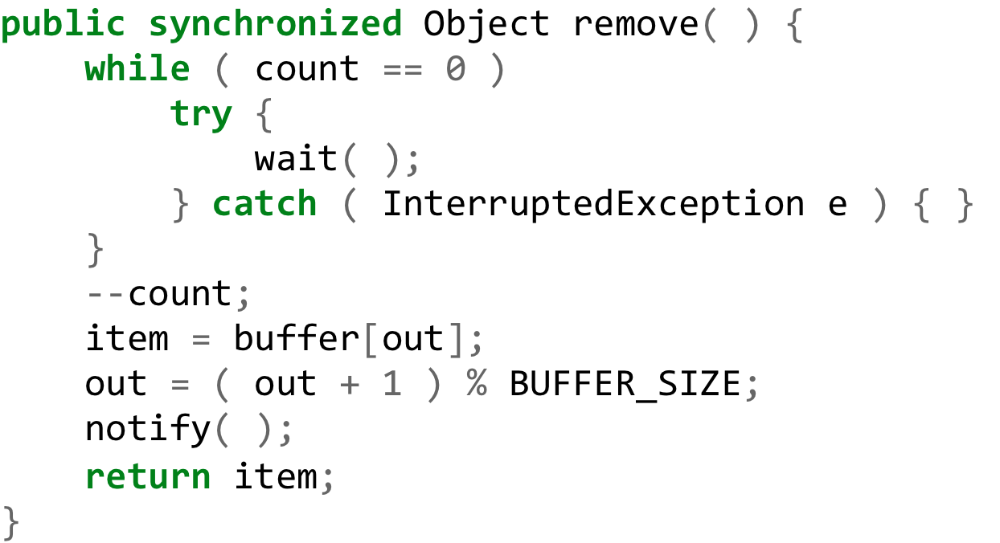 public synchronized Object remove( ) {
    while ( count == 0 )
        try {
            wait( );
        } catch ( InterruptedException e ) { }
    }
    --count;
    item = buffer[out];
    out = ( out + 1 ) % BUFFER_SIZE;
    notify( );
    return item;
}